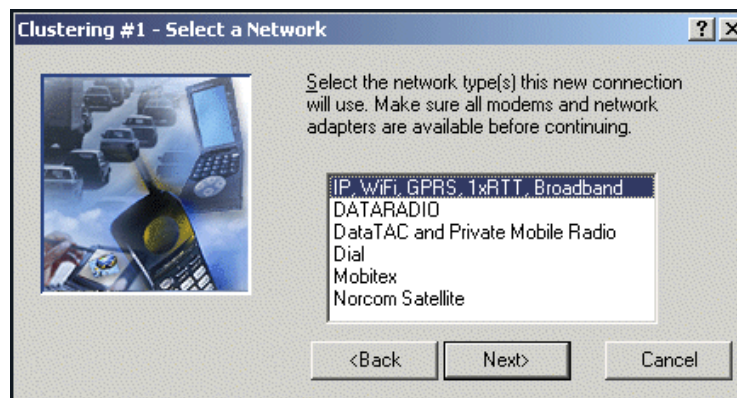 Clustering #1 - Select a Network
? X
Select the network type(s) this new connection
will use. Make sure all modems and network
adapters are available before continuing.
IP, WiFi, GPRS, 1xRTT, Broadband
DATARADIO
DataTAC and Private Mobile Radio
Dial
Mobitex
Norcom Satellite
<Back
Next>
Cancel